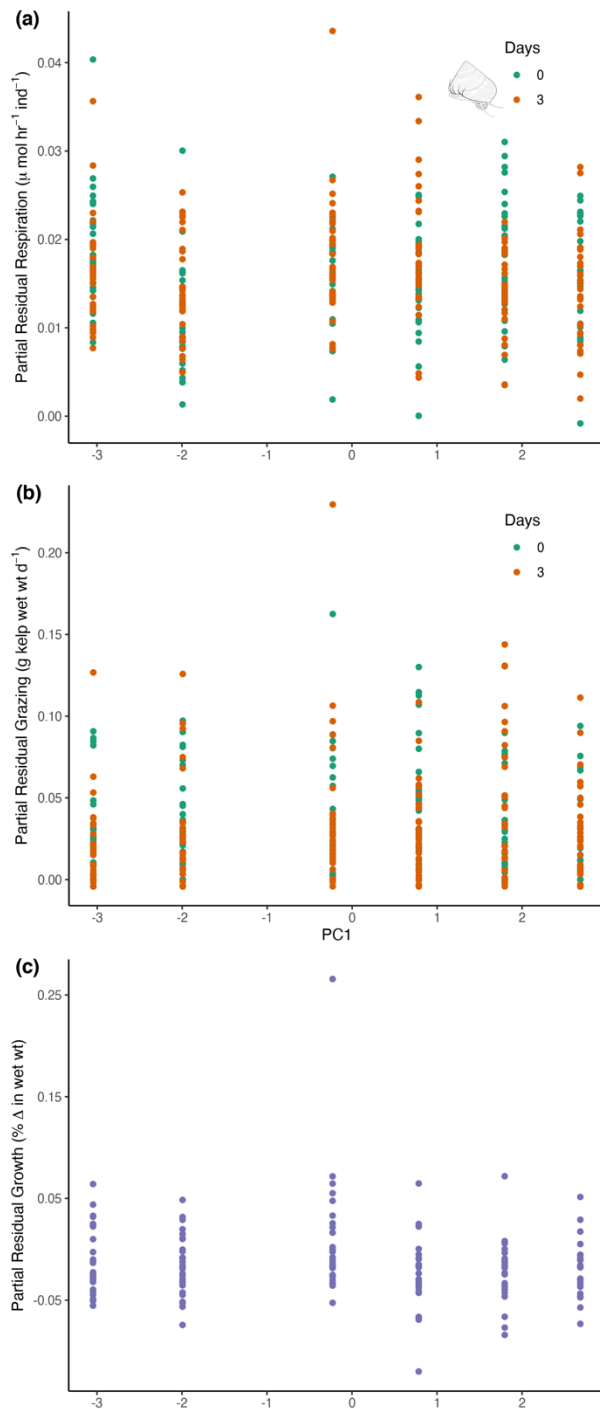 (a)
Days
0
3
Partial Residual Respiration (μ mol hr⁻¹ ind⁻¹)
0.04
0.03
0.02
0.01
0.00
-3 -2 -1 0 1 2
(b)
Days
0
3
Partial Residual Grazing (g kelp wet wt d⁻¹)
0.20
0.15
0.10
0.05
0.00
-3 -2 -1 0 1 2
PC1
(c)
Partial Residual Growth (% Δ in wet wt)
0.25
0.15
0.05
-0.05
-3 -2 -1 0 1 2